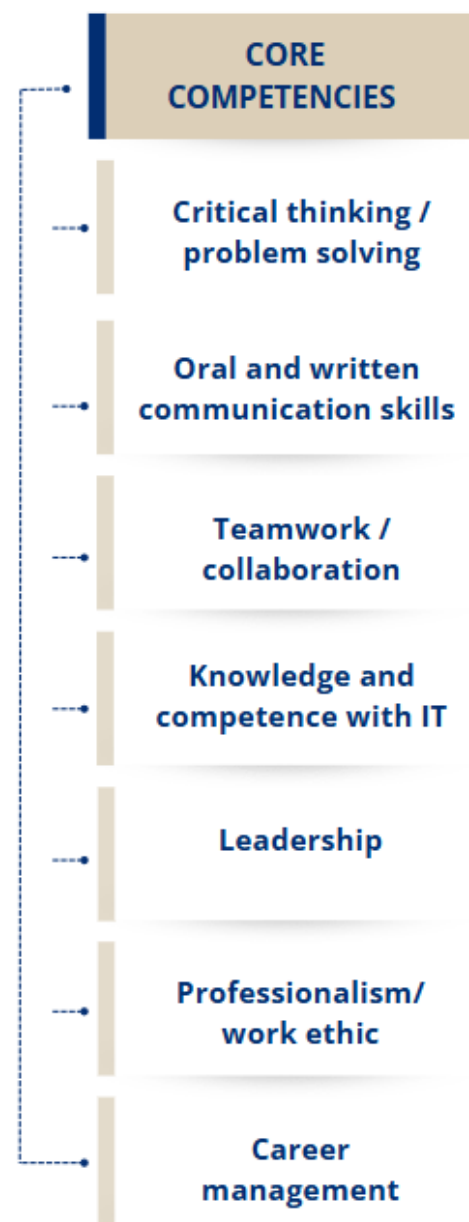 CORE
COMPETENCIES
Critical thinking /
problem solving
Oral and written
communication skills
Teamwork /
collaboration
Knowledge and
competence with IT
Leadership
Professionalism/
work ethic
Career
management